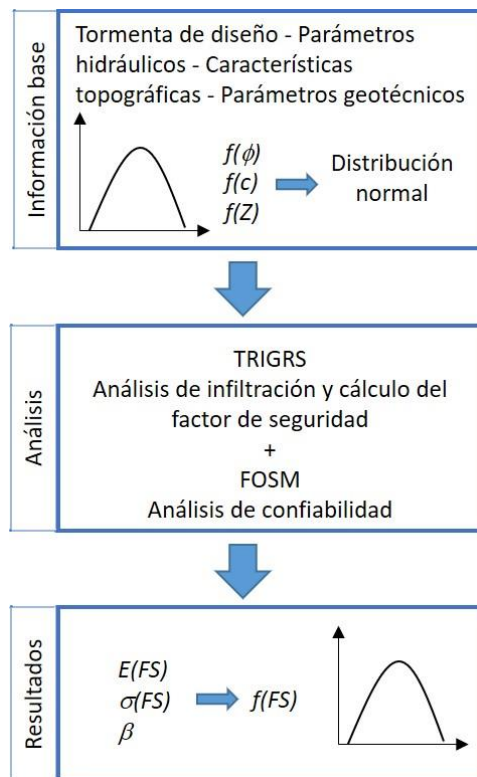 Información base
Tormenta de diseño - Parámetros
hidráulicos - Características
topográficas - Parámetros geotécnicos
f(ϕ)
f(c)
f(Z)
Distribución
normal
Análisis
TRIGRS
Análisis de infiltración y cálculo del
factor de seguridad
+
FOSM
Análisis de confiabilidad
Resultados
E(FS)
σ(FS)
β
f(FS)